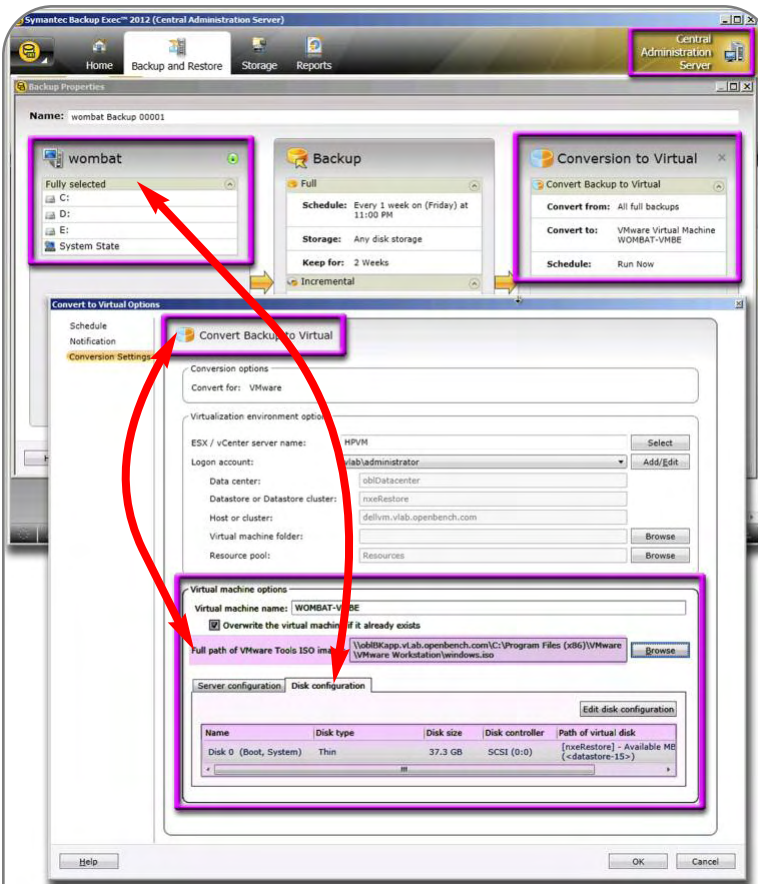 Symantec Backup Exec™ 2012 (Central Administration Server)
Home
Backup and Restore
Storage
Reports
Central
Administration
Server
Backup Properties
Name: wombat Backup 00001
wombat
Fully selected
C:
D:
E:
System State
Backup
Full
Schedule: Every 1 week on (Friday) at
11:00 PM
Storage: Any disk storage
Keep for: 2 Weeks
Incremental
Conversion to Virtual
Convert Backup to Virtual
Convert from: All full backups
Convert to: VMware Virtual Machine
WOMBAT-VMBE
Schedule: Run Now
Convert to Virtual Options
Schedule
Notification
Conversion Settings
Convert Backup to Virtual
Conversion options
Convert for: VMware
Virtualization environment
ESX / vCenter server name: HPVM Select
Logon account: vlab\administrator Add/Edit
Data center: oblDatacenter
Datastore or Datastore cluster: nxeRestore
Host or cluster: dellvm.vlab.openbench.com
Virtual machine folder: Browse
Resource pool: Resources Browse
Virtual machine options
Virtual machine name: WOMBAT-VMBE
Overwrite the virtual machine if it already exists
Full path of VMware Tools ISO \\oblBKapp.vLab.openbench.com\C:\Program Files (x86)\VMware
\VMware Workstation\windows.iso Browse
Server configuration Disk configuration
Edit disk configuration
Name Disk type Disk size Disk controller Path of virtual disk
Disk 0 (Boot, System) Thin 37.3 GB SCSI (0:0) [nxeRestore] - Available MB
(<datastore-15>)
Help OK Cancel